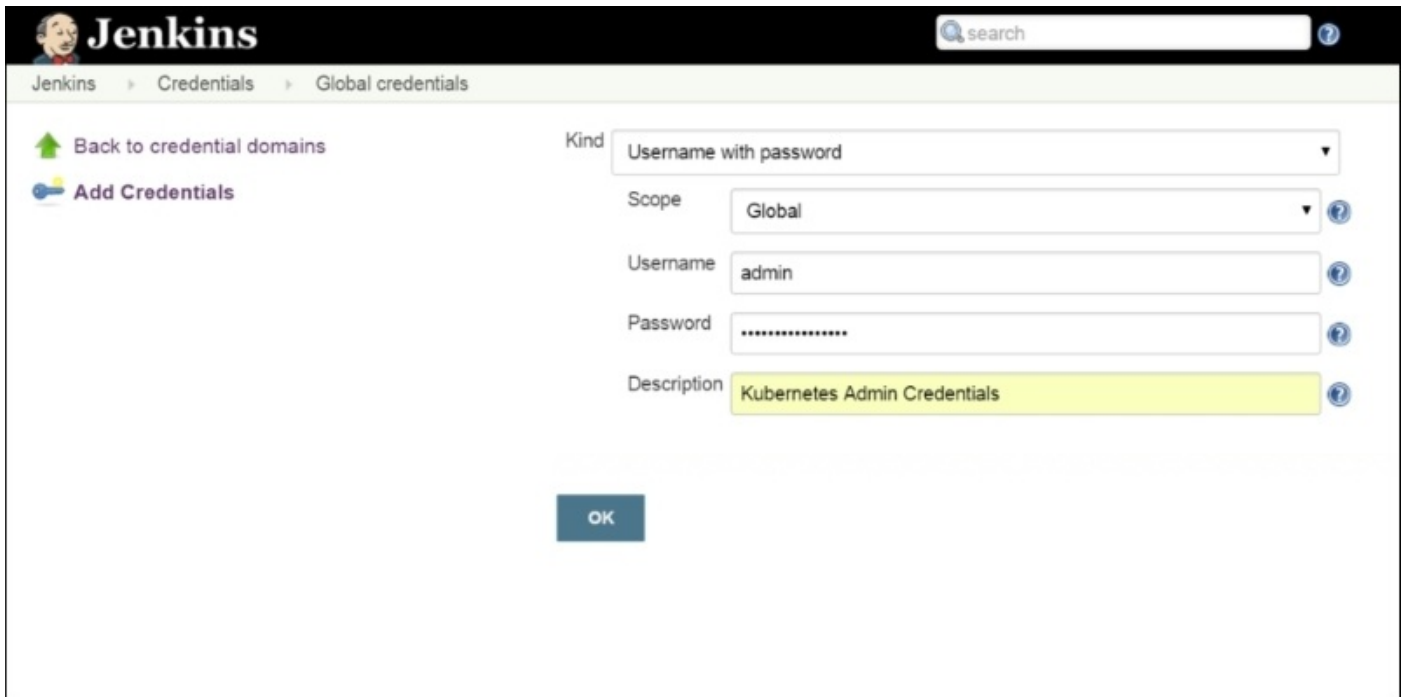 Jenkins
search
Jenkins Credentials Global credentials
Back to credential domains
Add Credentials
Kind Username with password
Scope Global
Username admin
Password ••••••••••••••••
Description Kubernetes Admin Credentials
OK